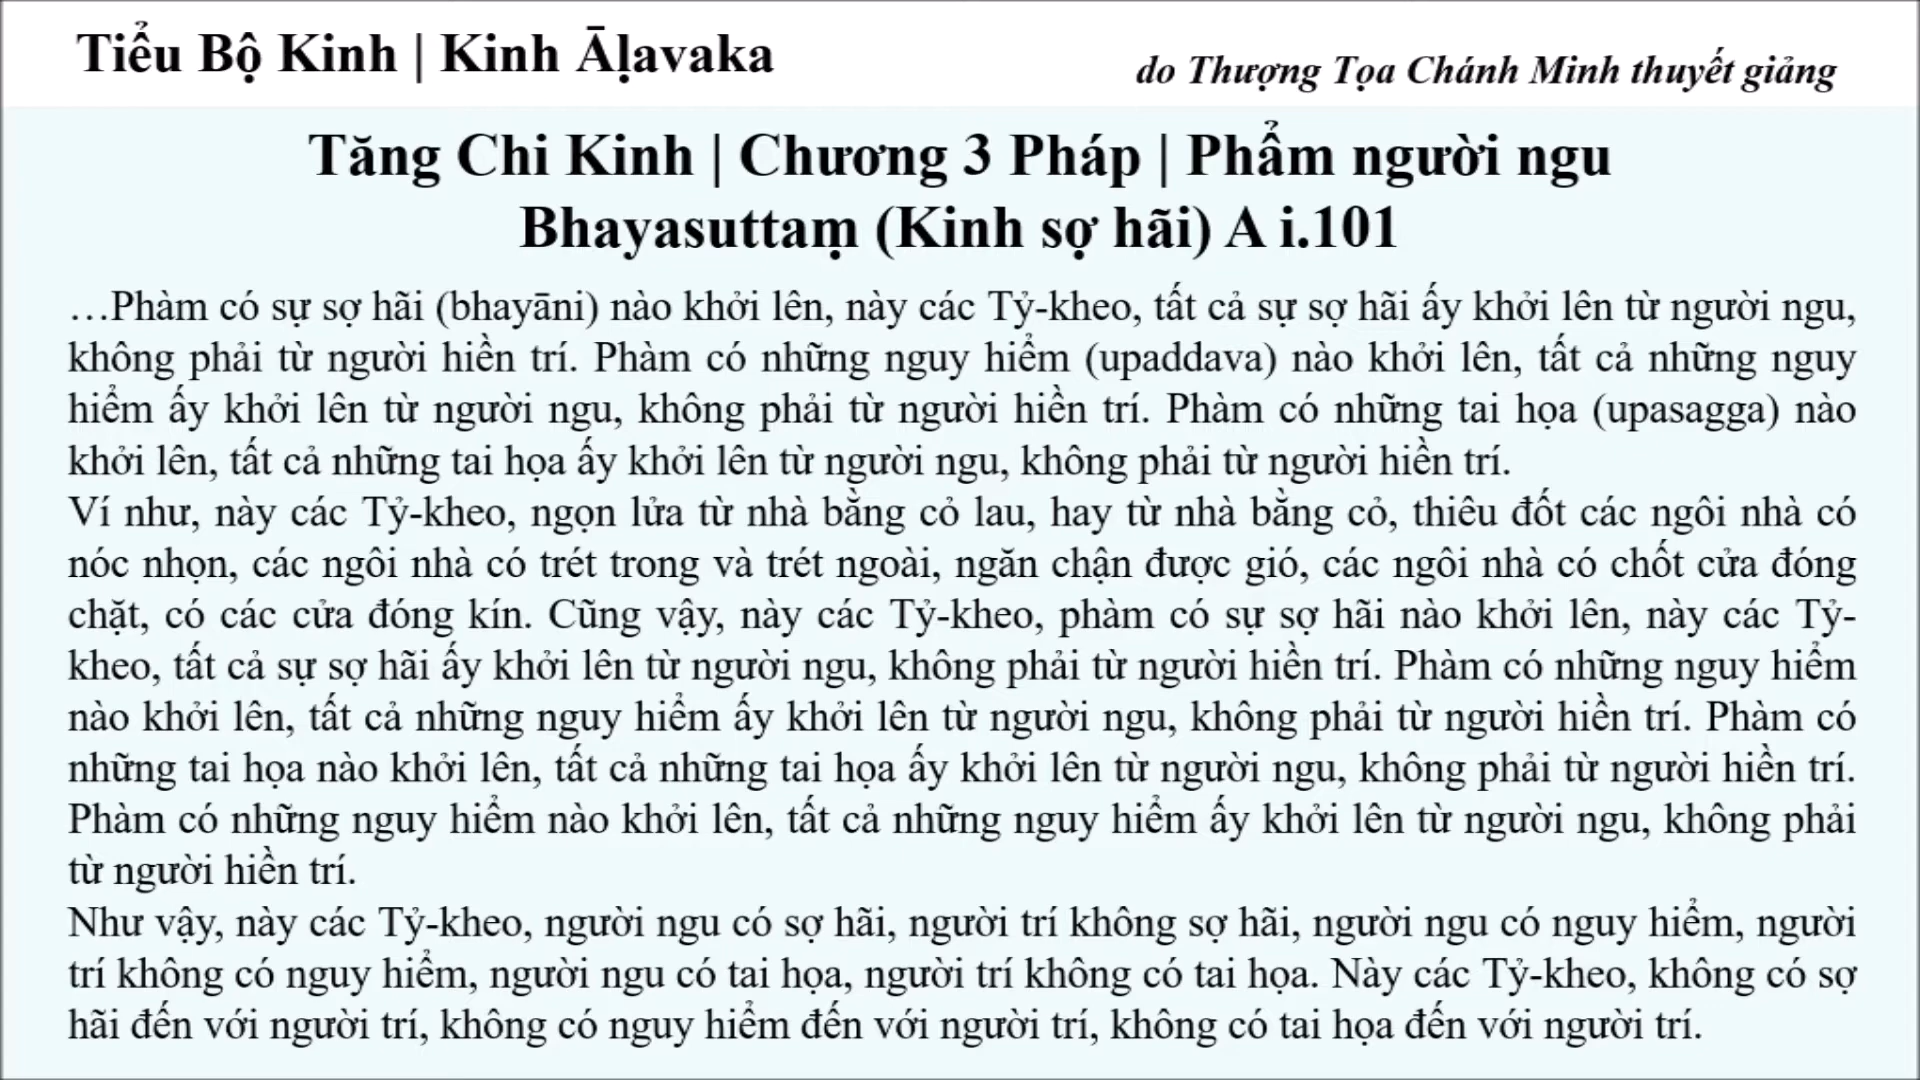 Tiểu Bộ Kinh | Kinh Āḷavaka
do Thượng Tọa Chánh Minh thuyết giảng
Tăng Chi Kinh | Chương 3 Pháp | Phẩm người ngu
Bhayasuttaṃ (Kinh sợ hãi) A i.101
…Phàm có sự sợ hãi (bhayāni) nào khởi lên, này các Tỷ-kheo, tất cả sự sợ hãi ấy khởi lên từ người ngu,
không phải từ người hiền trí. Phàm có những nguy hiểm (upaddava) nào khởi lên, tất cả những nguy
hiểm ấy khởi lên từ người ngu, không phải từ người hiền trí. Phàm có những tai họa (upasagga) nào
khởi lên, tất cả những tai họa ấy khởi lên từ người ngu, không phải từ người hiền trí.
Ví như, này các Tỷ-kheo, ngọn lửa từ nhà bằng cỏ lau, hay từ nhà bằng cỏ, thiêu đốt các ngôi nhà có
nóc nhọn, các ngôi nhà có trét trong và trét ngoài, ngăn chận được gió, các ngôi nhà có chốt cửa đóng
chặt, có các cửa đóng kín. Cũng vậy, này các Tỷ-kheo, phàm có sự sợ hãi nào khởi lên, này các Tỷ-
kheo, tất cả sự sợ hãi ấy khởi lên từ người ngu, không phải từ người hiền trí. Phàm có những nguy hiểm
nào khởi lên, tất cả những nguy hiểm ấy khởi lên từ người ngu, không phải từ người hiền trí. Phàm có
những tai họa nào khởi lên, tất cả những tai họa ấy khởi lên từ người ngu, không phải từ người hiền trí.
Phàm có những nguy hiểm nào khởi lên, tất cả những nguy hiểm ấy khởi lên từ người ngu, không phải
từ người hiền trí.
Như vậy, này các Tỷ-kheo, người ngu có sợ hãi, người trí không sợ hãi, người ngu có nguy hiểm, người
trí không có nguy hiểm, người ngu có tai họa, người trí không có tai họa. Này các Tỷ-kheo, không có sợ
hãi đến với người trí, không có nguy hiểm đến với người trí, không có tai họa đến với người trí.